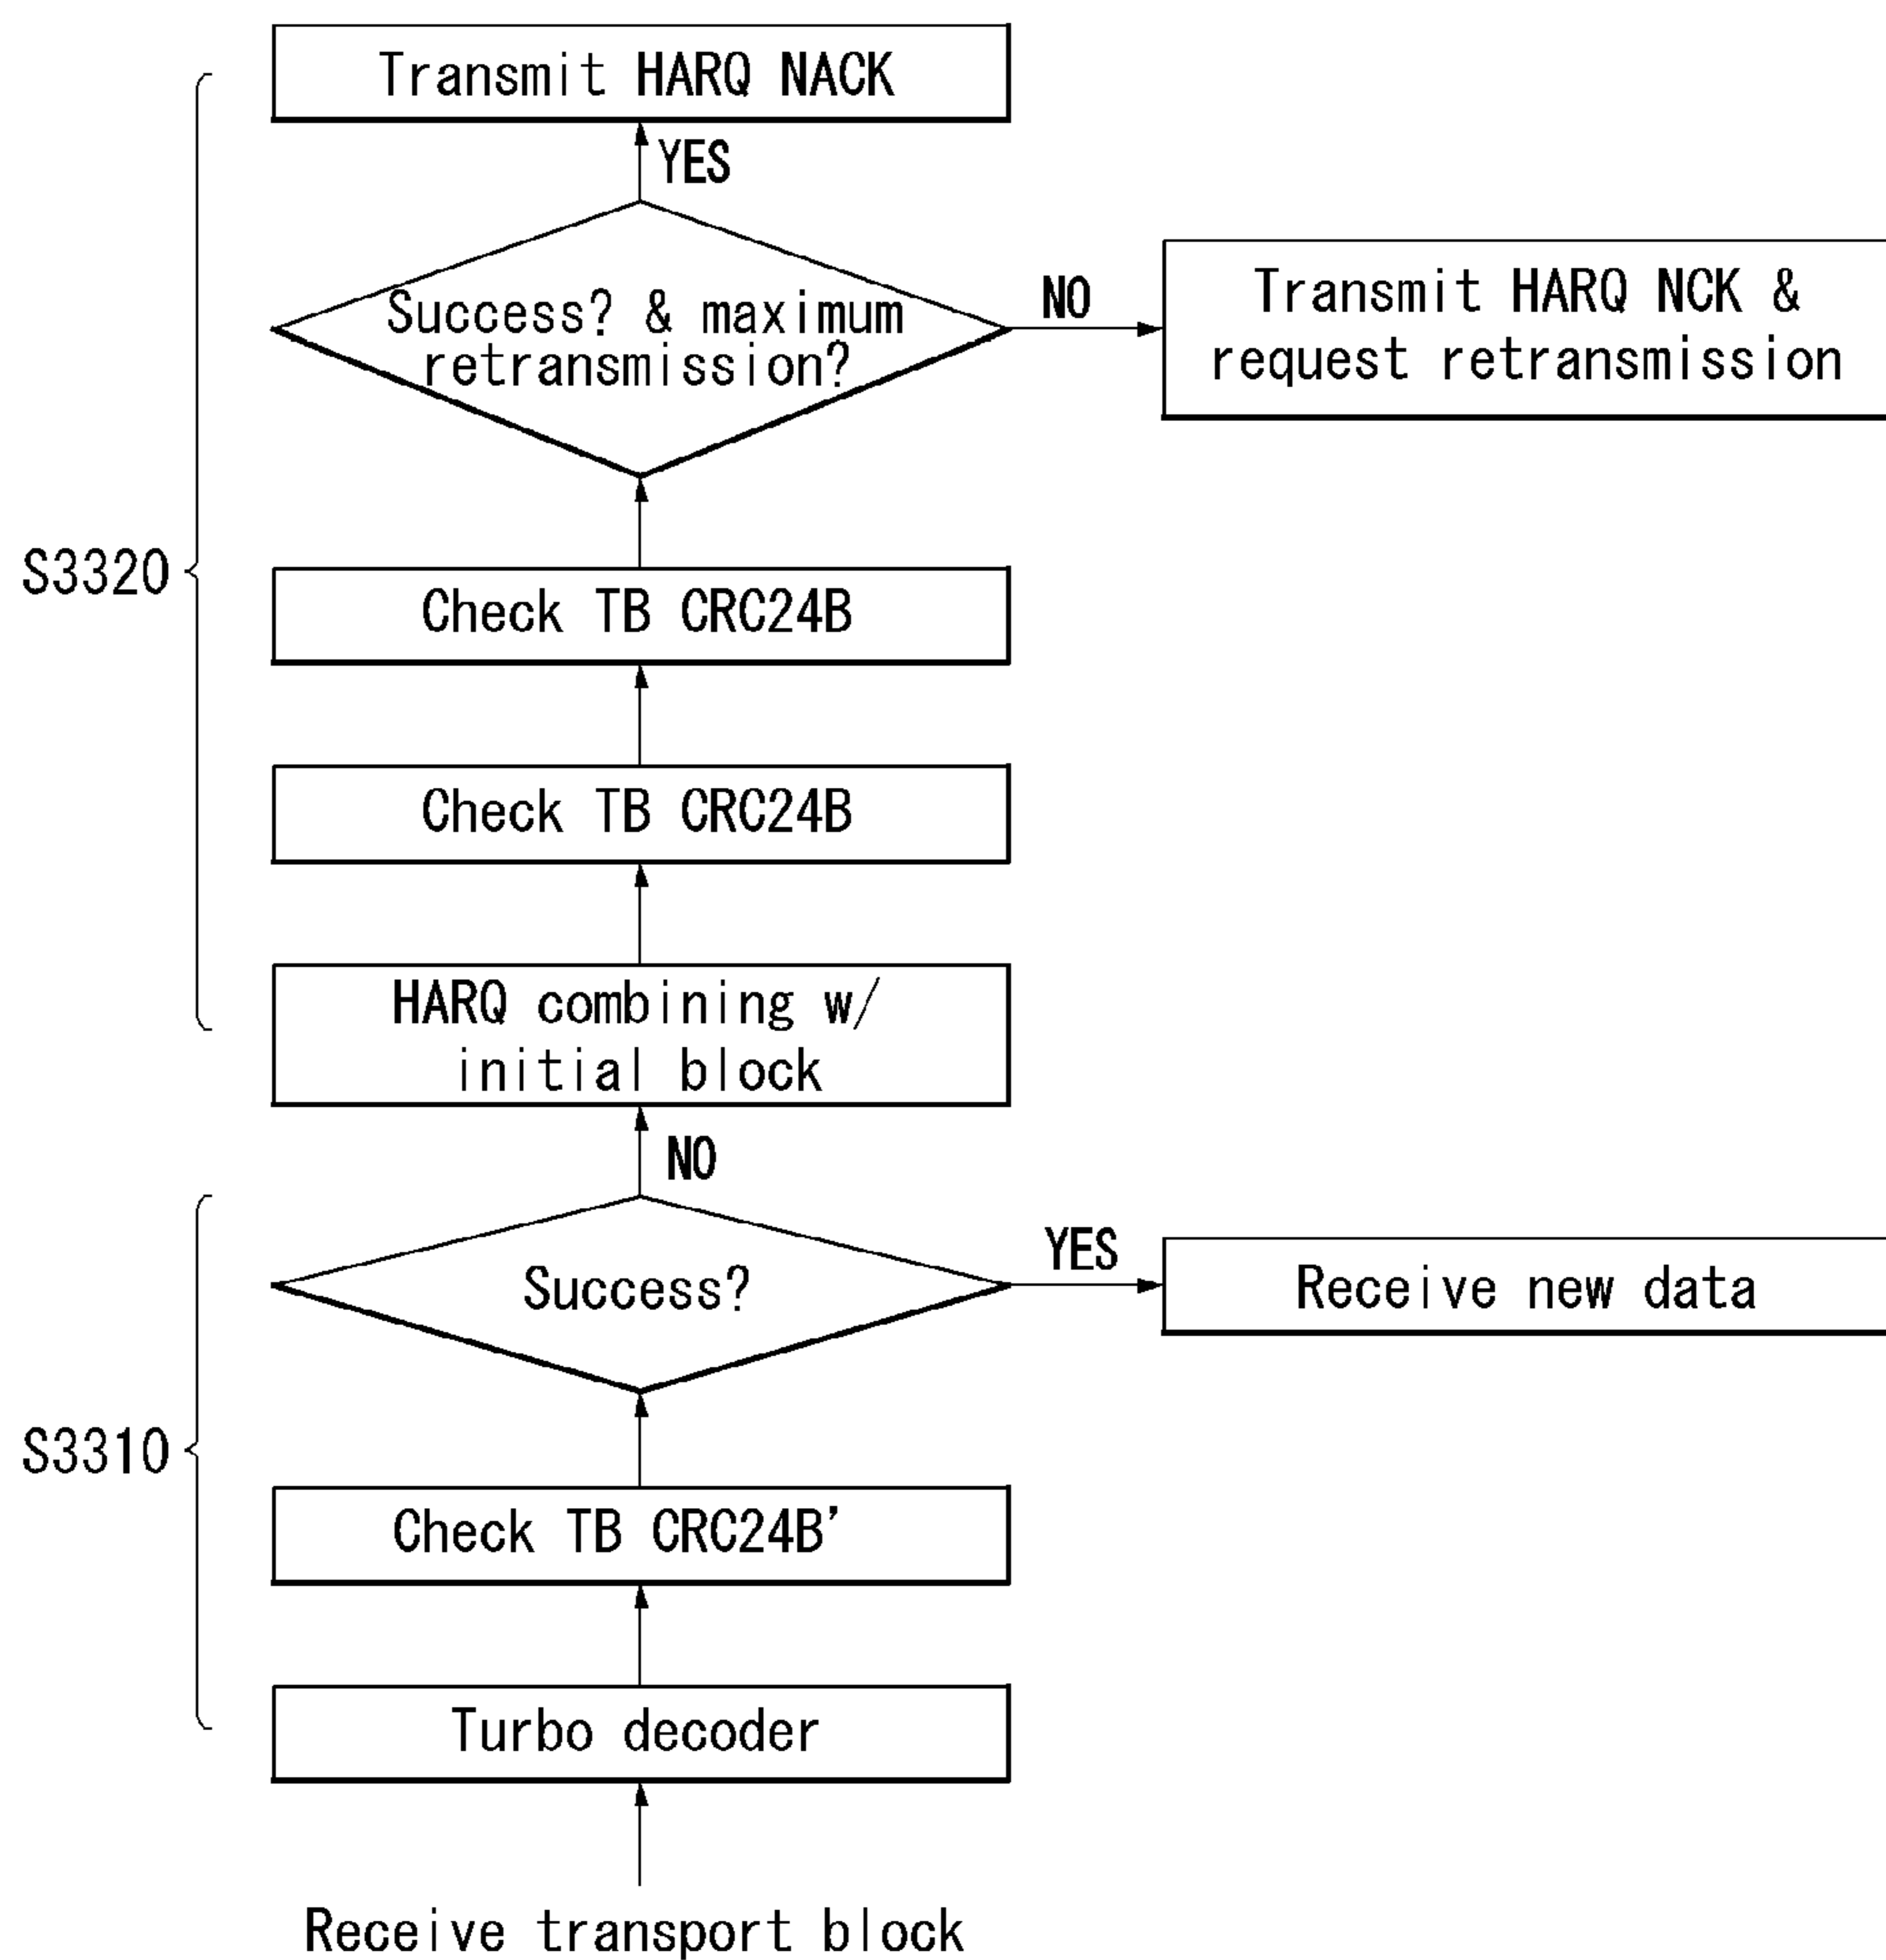 Transmit HARQ NACK
YES
Success? & maximum
retransmission?
NO
Transmit HARQ NCK &
request retransmission
S3320
Check TB CRC24B
Check TB CRC24B
HARQ combining w/
initial block
NO
Success?
YES
Receive new data
S3310
Check TB CRC24B'
Turbo decoder
Receive transport block